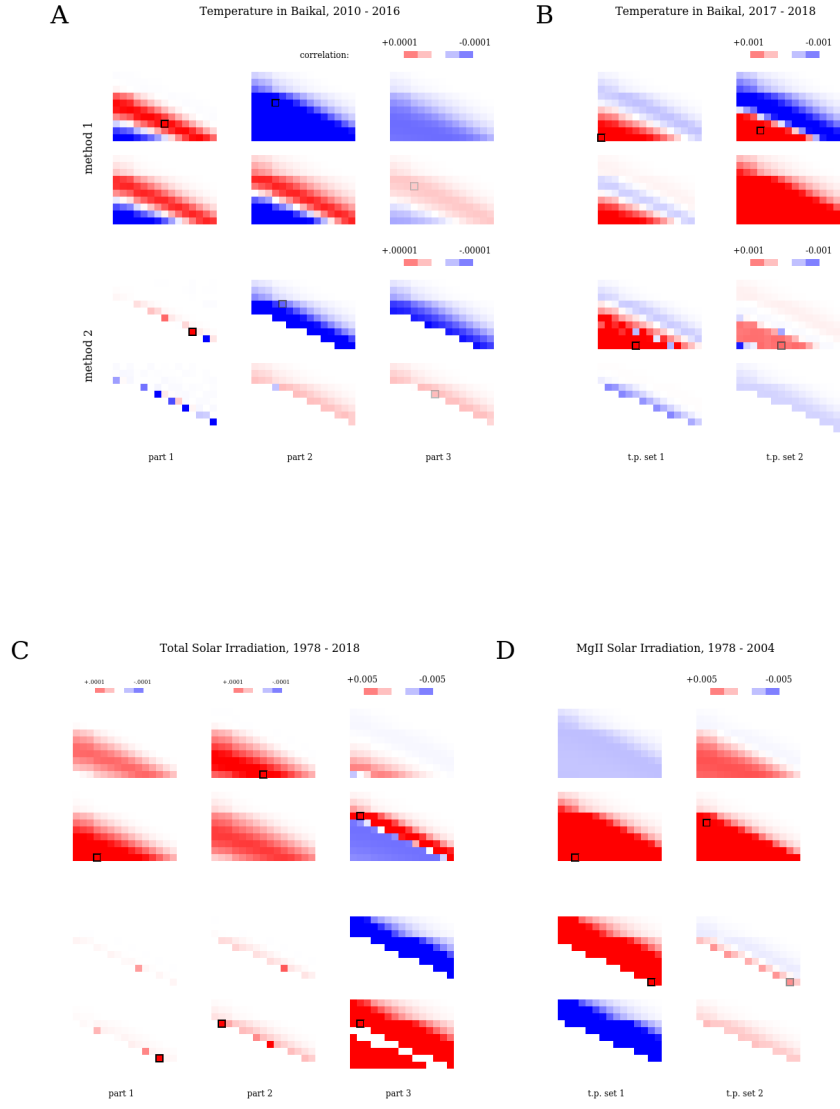 A
Temperature in Baikal, 2010 - 2016
B
Temperature in Baikal, 2017 - 2018
correlation:
+0.0001
-0.0001
+0.001
-0.001
method 1
+.00001
-.00001
+0.001
-0.001
method 2
part 1
part 2
part 3
t.p. set 1
t.p. set 2
C
Total Solar Irradiation, 1978 - 2018
D
MgII Solar Irradiation, 1978 - 2004
+.0001
-.0001
+.0001
-.0001
+0.005
-0.005
+0.005
-0.005
part 1
part 2
part 3
t.p. set 1
t.p. set 2